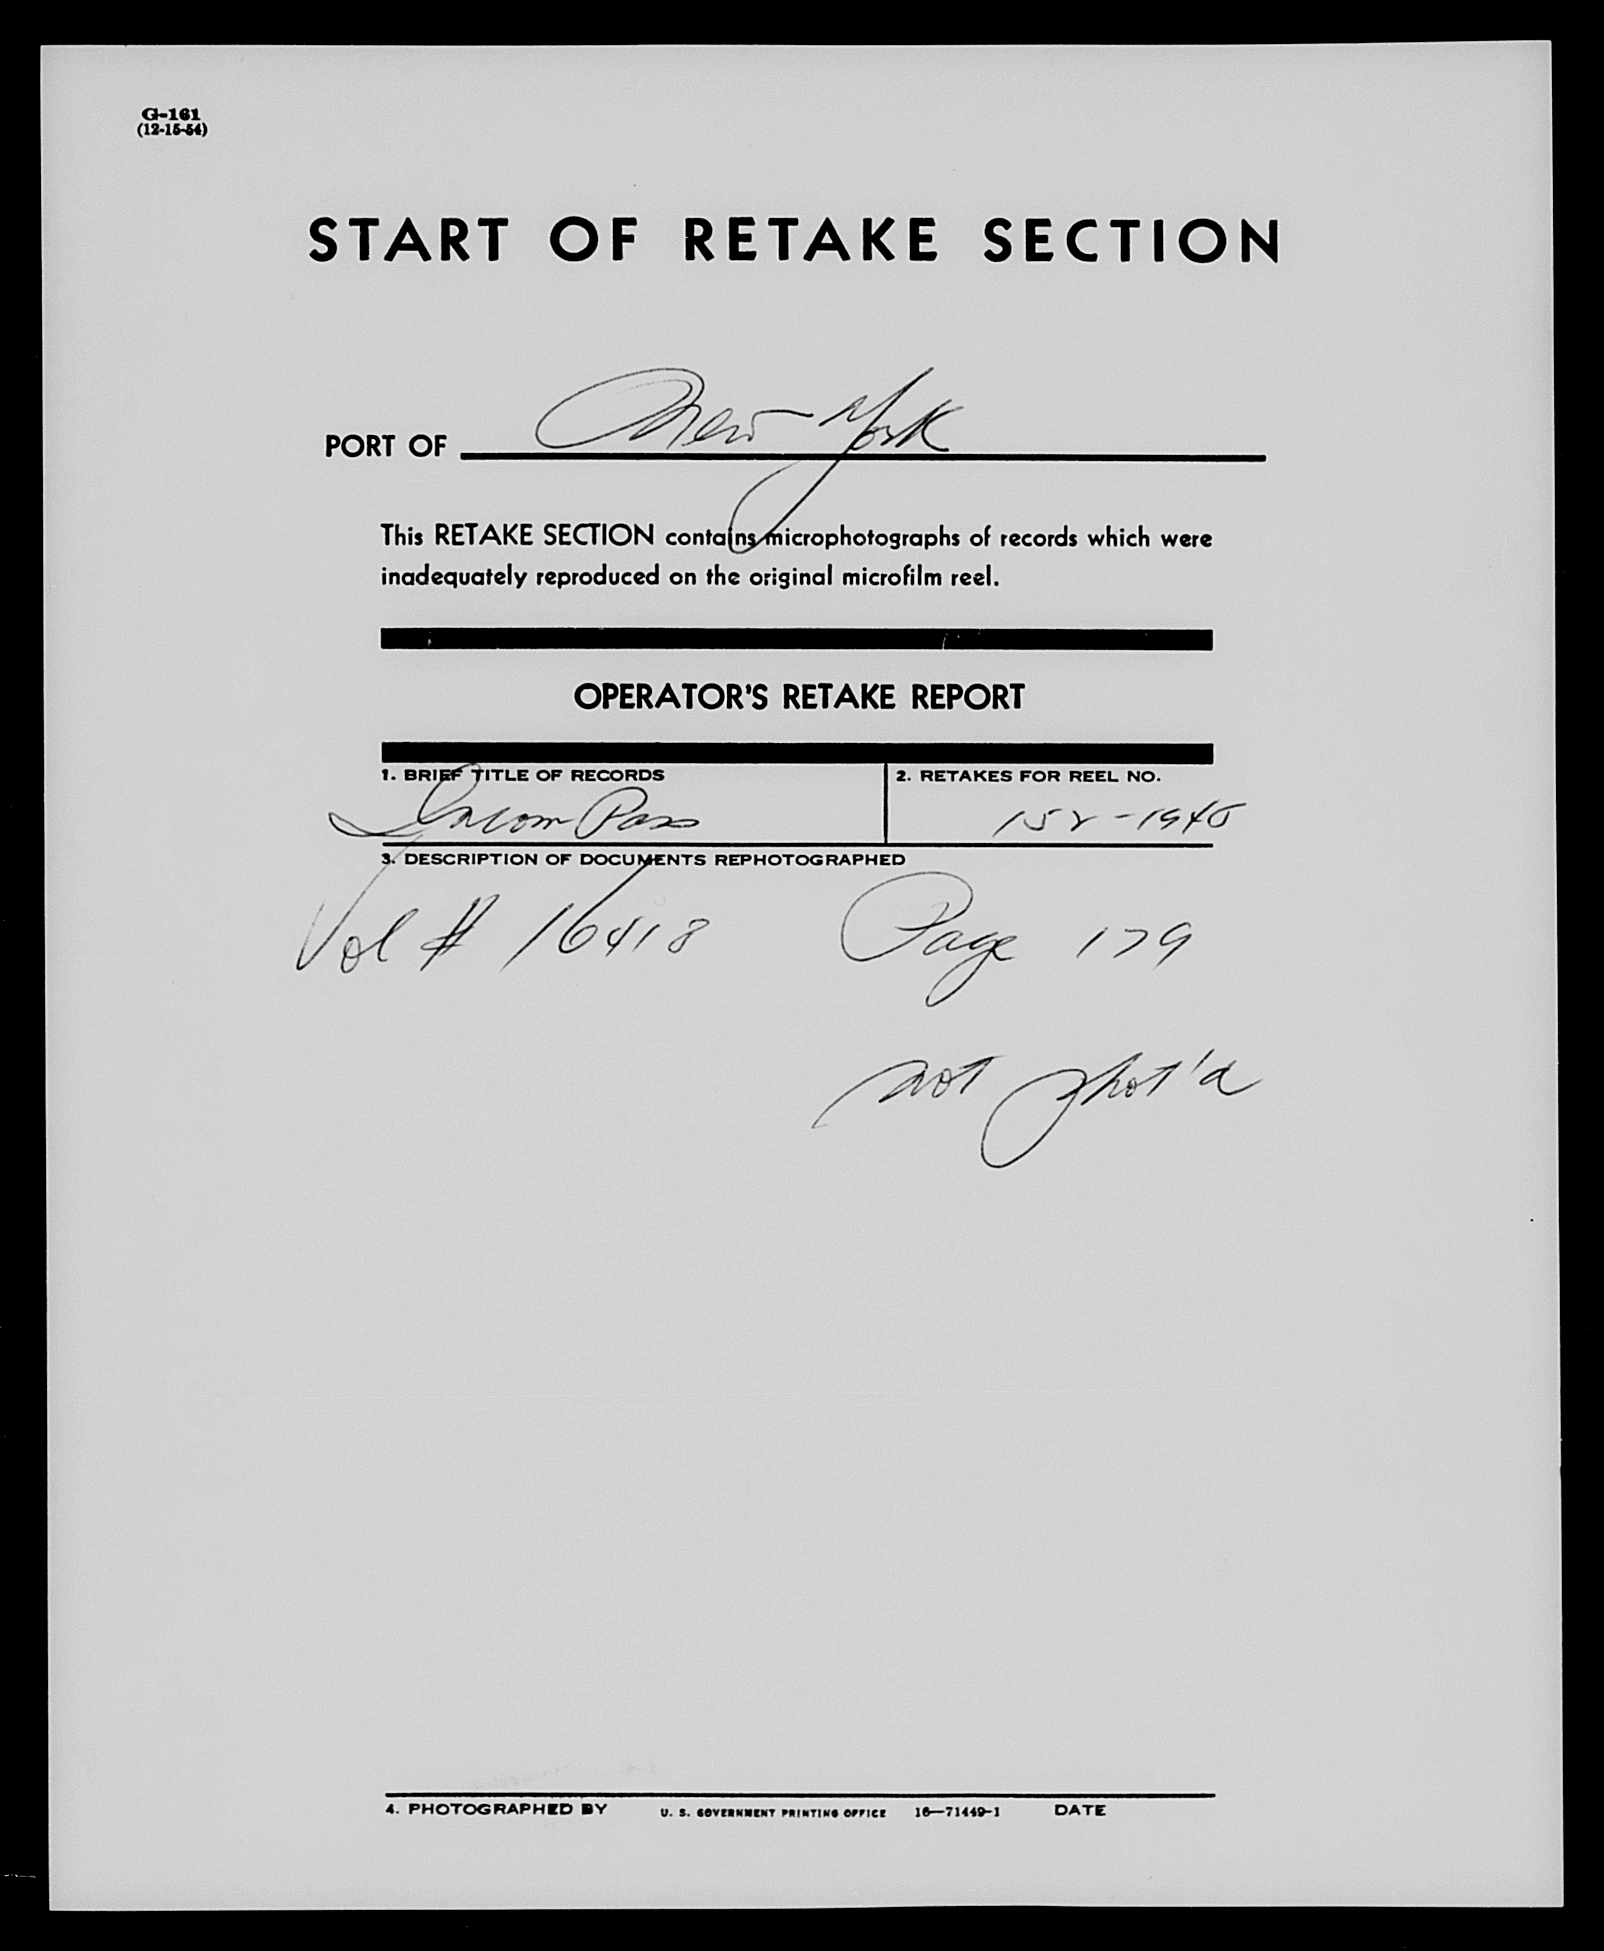 G-161
(12-15-54)
START OF RETAKE SECTION
PORT OF New York
This RETAKE SECTION contains microphotographs of records which were
inadequately reproduced on the original microfilm reel.
OPERATOR'S RETAKE REPORT
1. BRIEF TITLE OF RECORDS 2. RETAKES FOR REEL NO.
Incom Pass 152-1940
3. DESCRIPTION OF DOCUMENTS REPHOTOGRAPHED
Vol # 16418 Page 179
not phot'd
4. PHOTOGRAPHED BY U. S. GOVERNMENT PRINTING OFFICE 16—71449-1 DATE